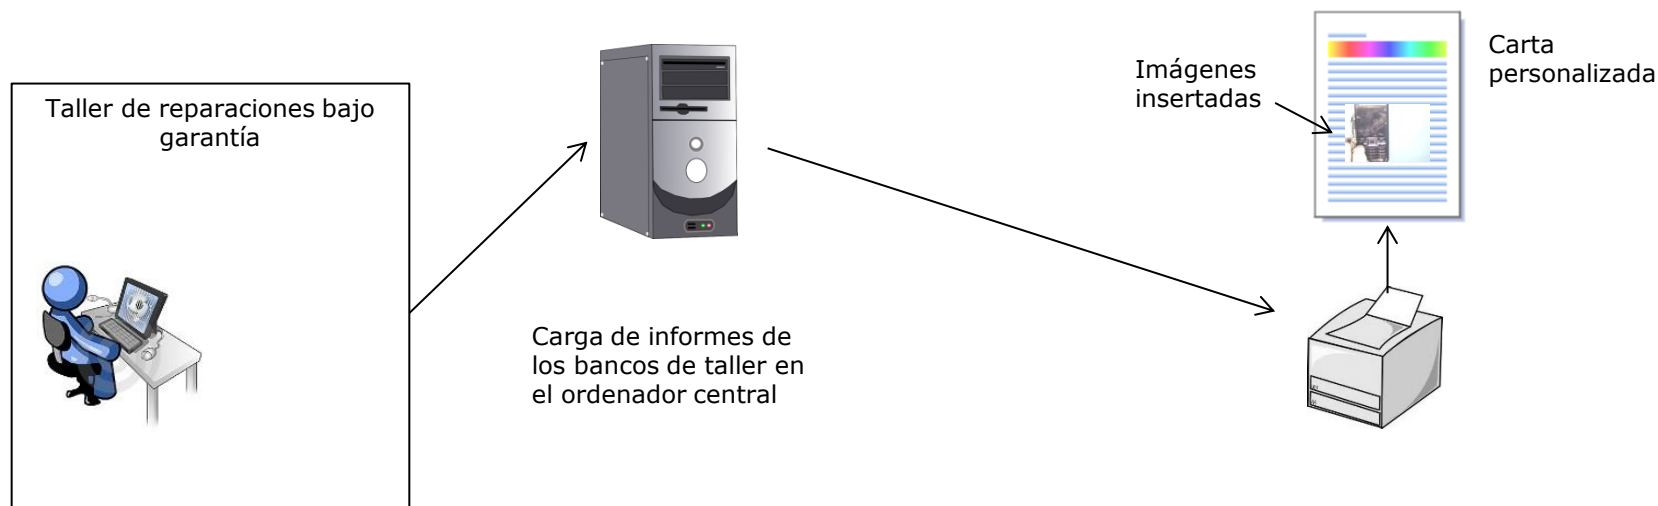 Taller de reparaciones bajo
garantía
Carga de informes de
los bancos de taller en
el ordenador central
Imágenes
insertadas
Carta
personalizada